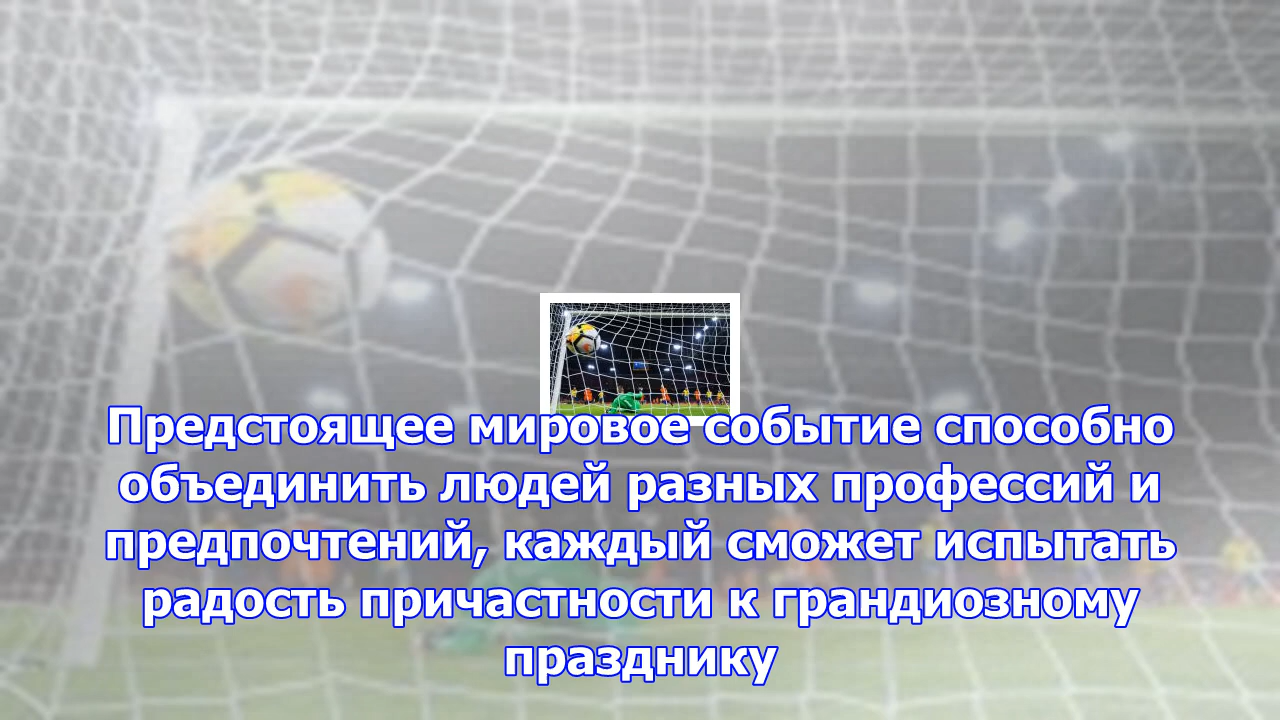 Предстоящее мировое событие способно
объединить людей разных профессий и
предпочтений, каждый сможет испытать
радость причастности к грандиозному
празднику